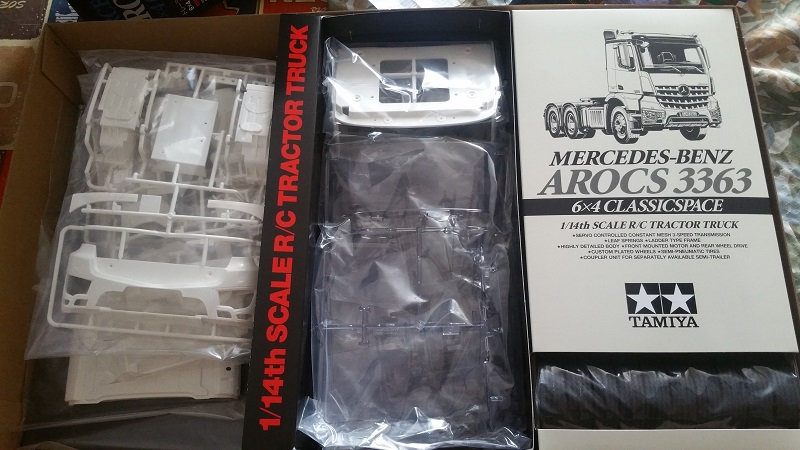 1/14th SCALE R/C TRACTOR TRUCK
MERCEDES-BENZ
AROCS 3363
6×4 CLASSICSPACE
1/14th SCALE R/C TRACTOR TRUCK
★SERVO CONTROLLED CONSTANT MESH 3-SPEED TRANSMISSION
★LEAF SPRINGS ★LADDER TYPE FRAME
★HIGHLY DETAILED BODY ★FRONT MOUNTED MOTOR AND REAR WHEEL DRIVE
★CUSTOM PLATED WHEELS ★SEMI-PNEUMATIC TIRES
★COUPLER UNIT FOR SEPARATELY AVAILABLE SEMI-TRAILER
TAMIYA